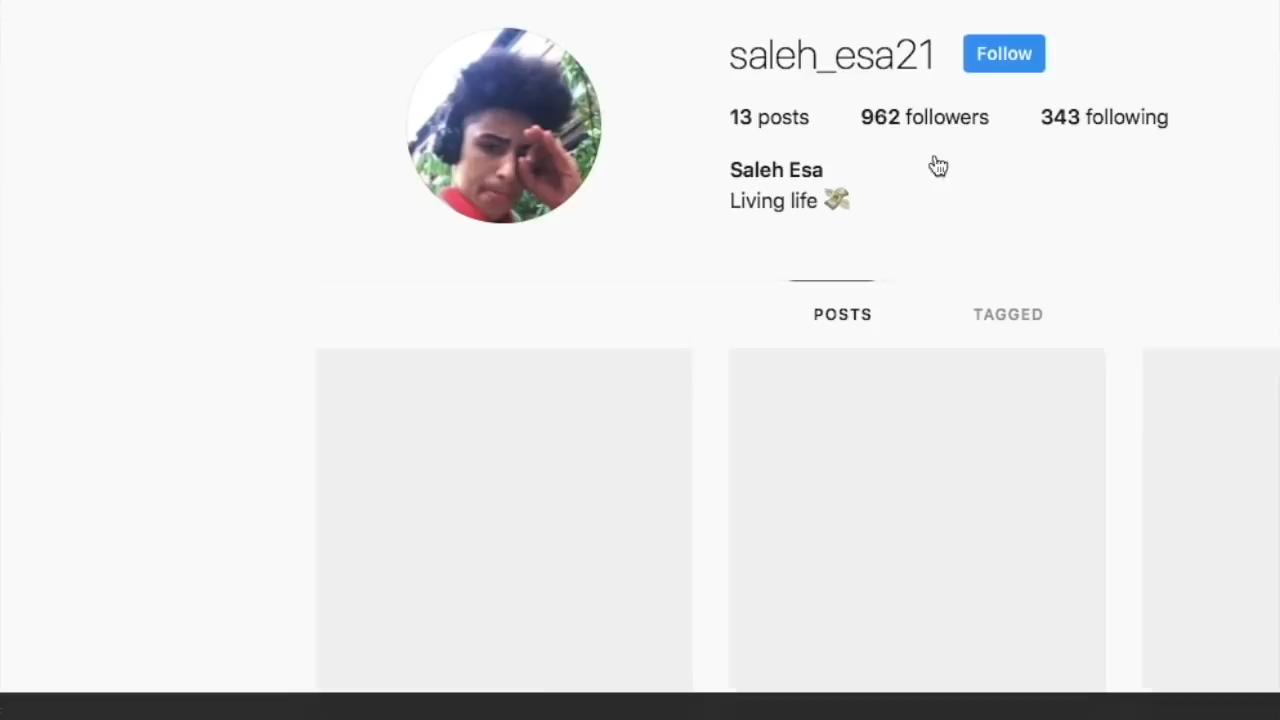 saleh_esa21 Follow
13 posts 962 followers 343 following
Saleh Esa
Living life 💸
POSTS TAGGED